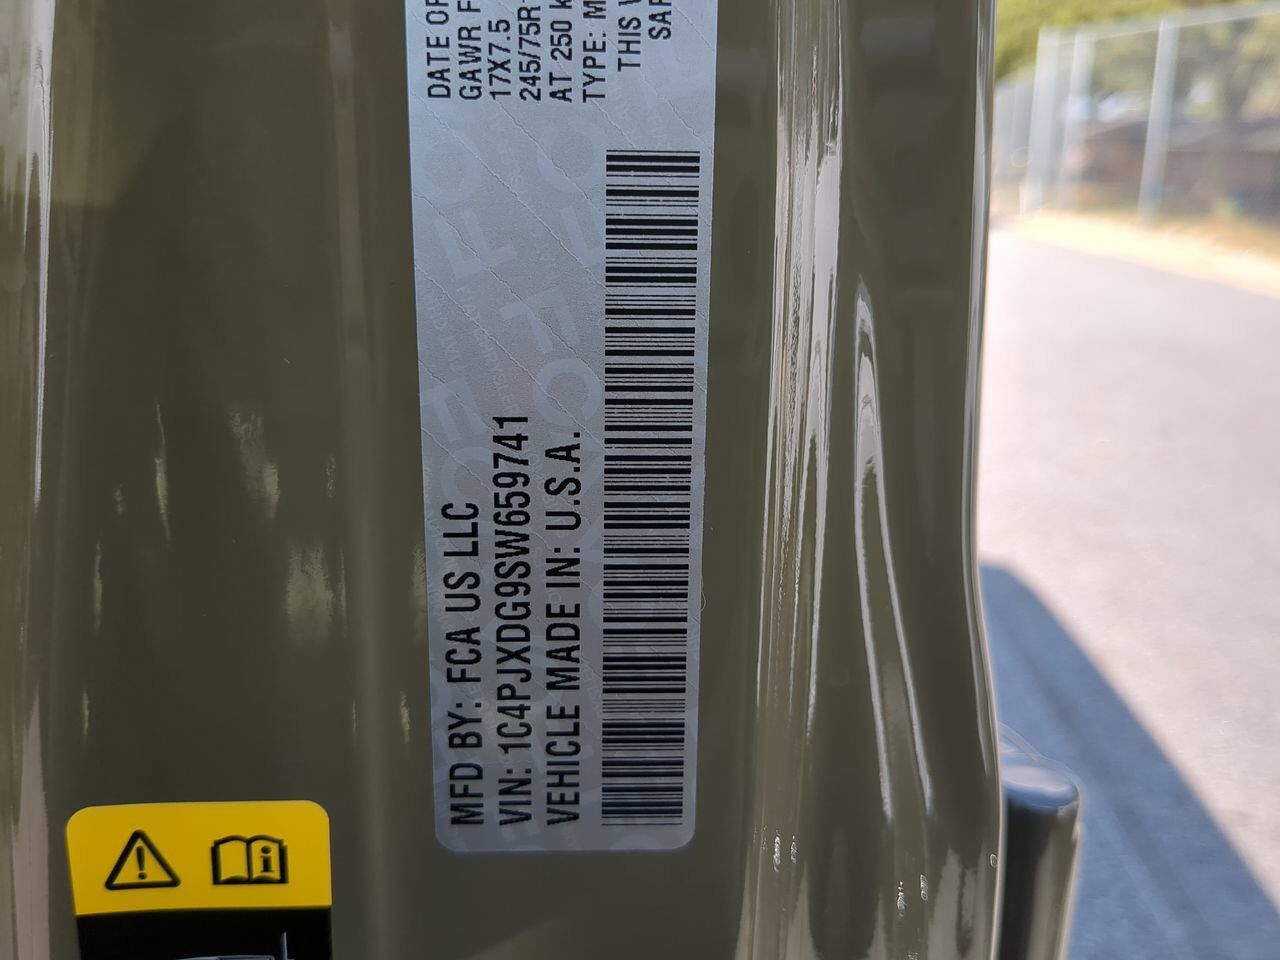 MFD BY: FCA US LLC
VIN: 1C4PJXDG9SW659741
VEHICLE MADE IN: U.S.A.
DATE OF
GAWR F
17X7.5
245/75R
AT 250 k
TYPE: M
THIS V
SAF